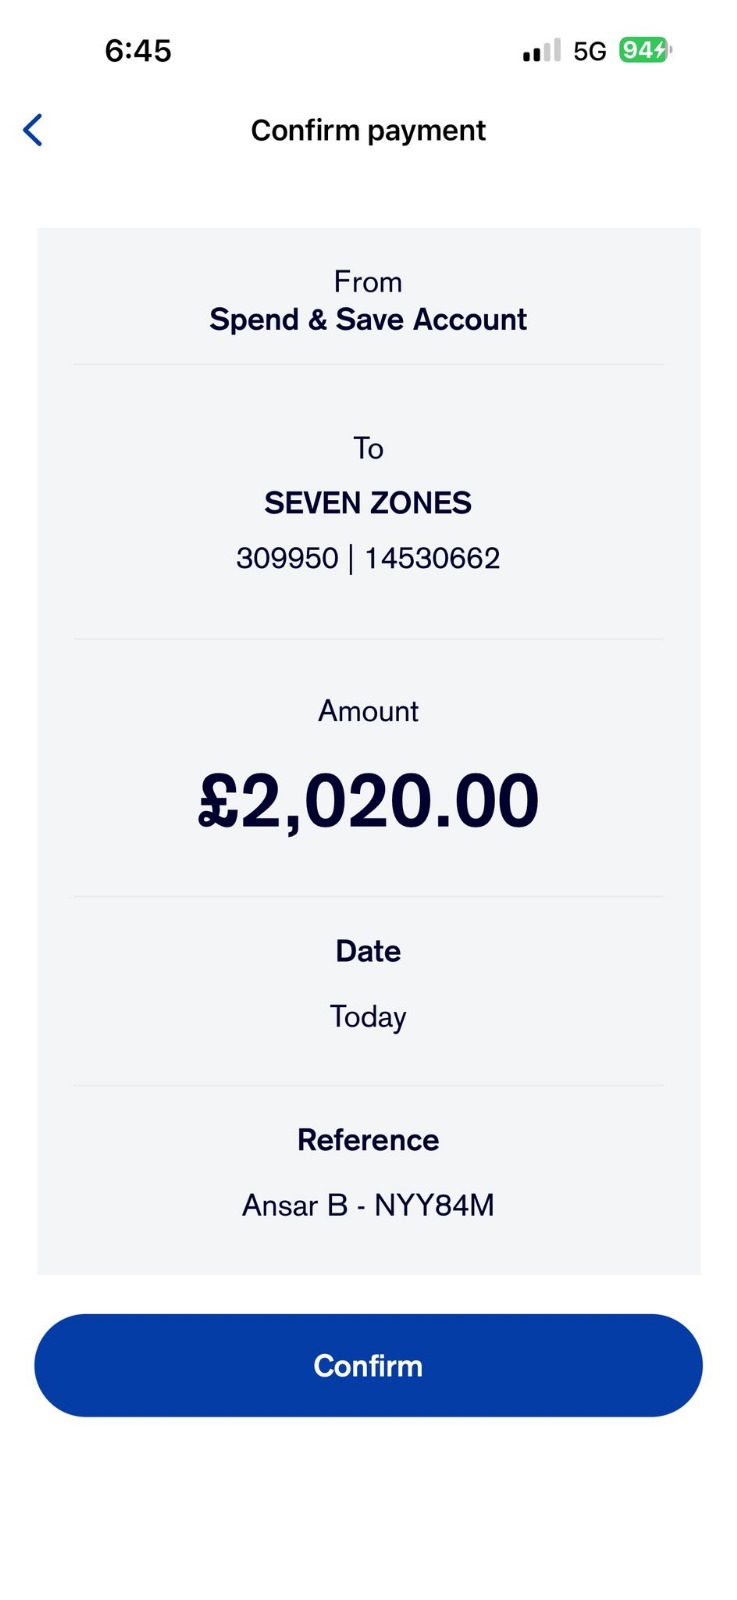 6:45
5G 94
Confirm payment
From
Spend & Save Account
To
SEVEN ZONES
309950 | 14530662
Amount
£2,020.00
Date
Today
Reference
Ansar B - NYY84M
Confirm